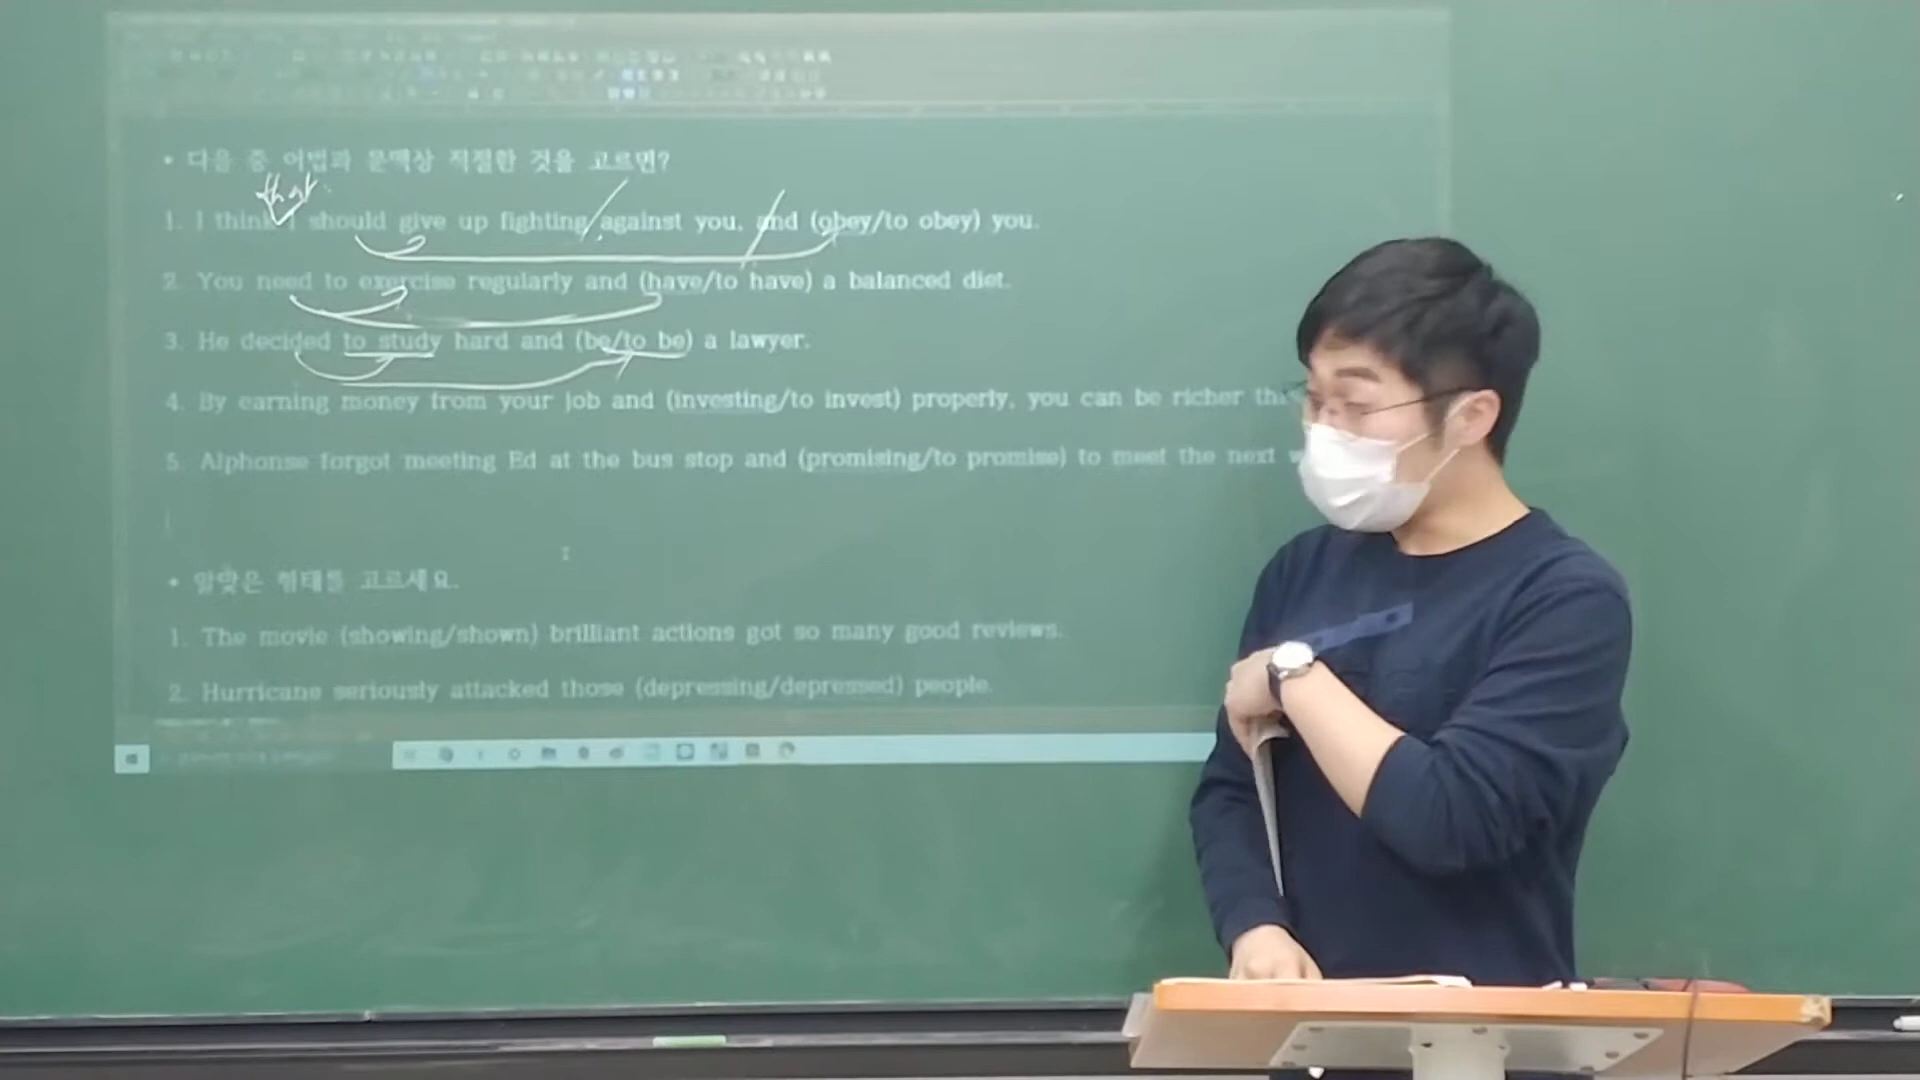 • 다음 중 어법과 문맥상 적절한 것을 고르면?
that
1. I think I should give up fighting against you, and (obey/to obey) you.
2. You need to exercise regularly and (have/to have) a balanced diet.
3. He decided to study hard and (be/to be) a lawyer.
4. By earning money from your job and (investing/to invest) properly, you can be richer
5. Alphonse forgot meeting Ed at the bus stop and (promising/to promise) to meet the next
• 알맞은 형태를 고르세요.
1. The movie (showing/shown) brilliant actions got so many good reviews.
2. Hurricane seriously attacked those (depressing/depressed) people.